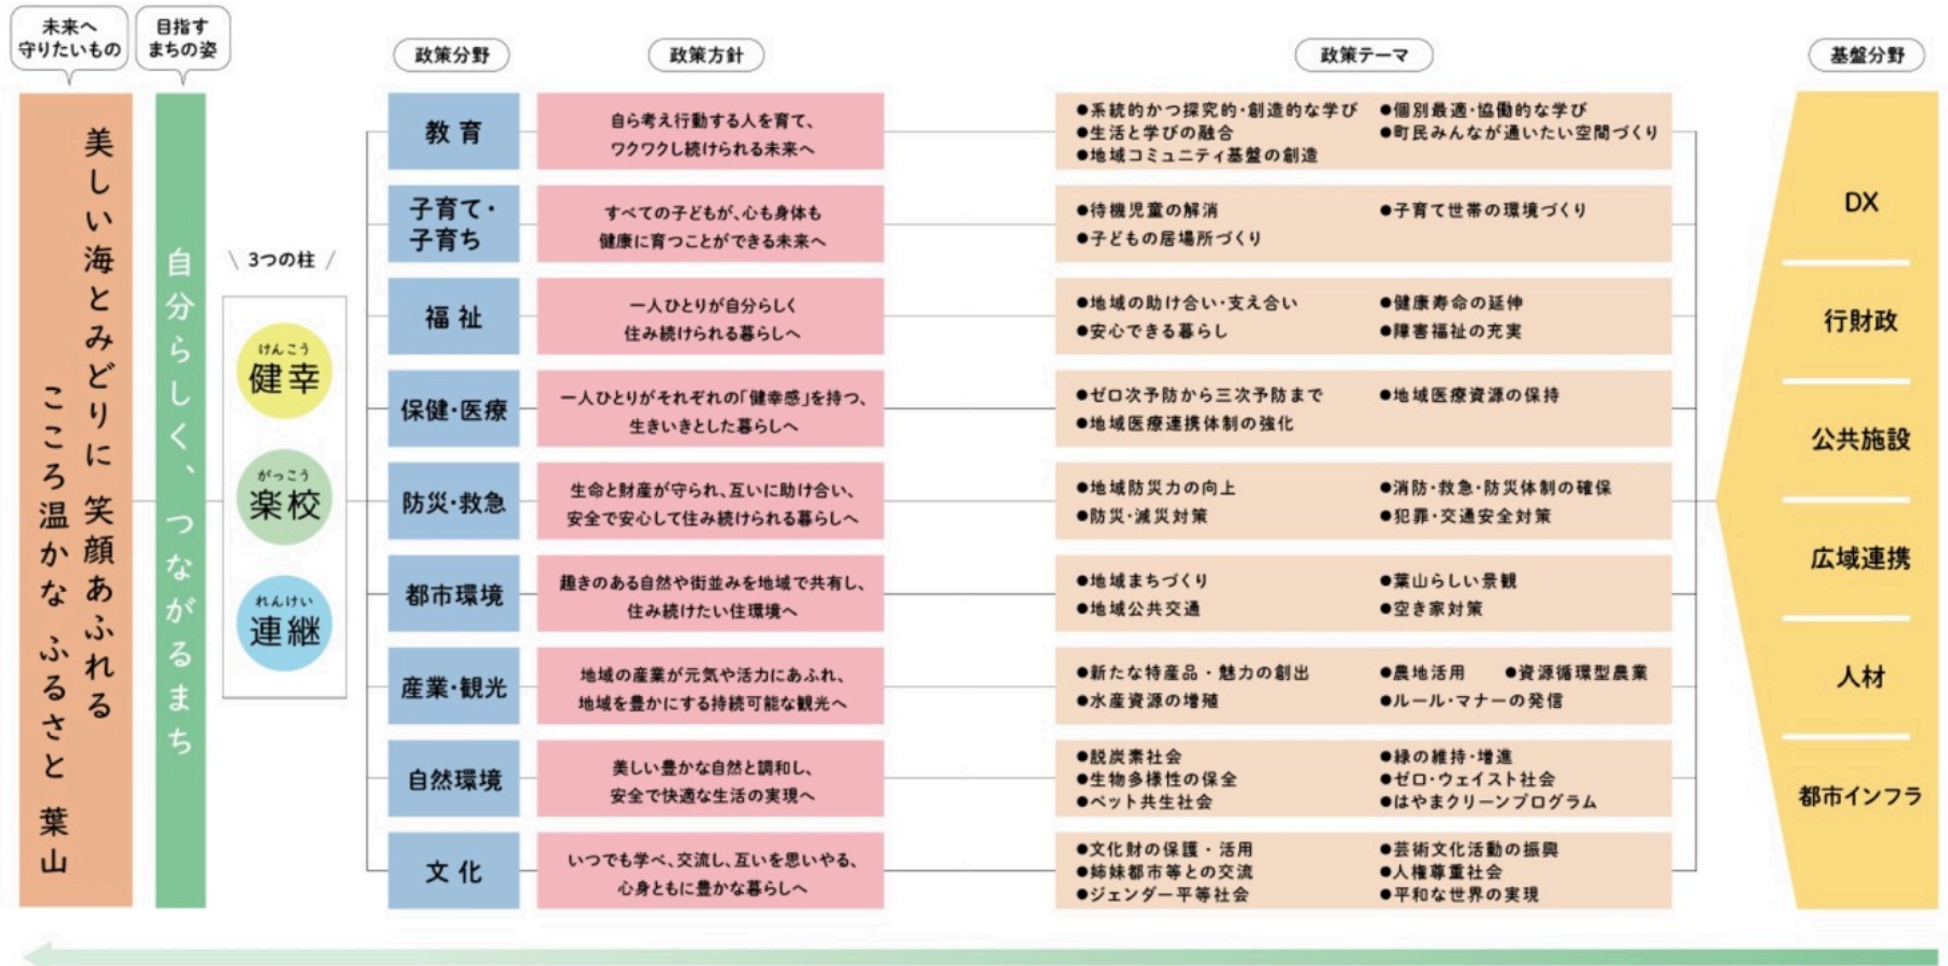 未来へ
守りたいもの
目指す
まちの姿
政策分野
政策方針
政策テーマ
基盤分野
美しい海とみどりに 笑顔あふれる
こころ温かな ふるさと 葉山
自分らしく、つながるまち
3つの柱
けんこう
健幸
がっこう
楽校
れんけい
連継
教育
自ら考え行動する人を育て、
ワクワクし続けられる未来へ
●系統的かつ探究的・創造的な学び ●個別最適・協働的な学び
●生活と学びの融合 ●町民みんなが通いたい空間づくり
●地域コミュニティ基盤の創造
子育て・
子育ち
すべての子どもが、心も身体も
健康に育つことができる未来へ
●待機児童の解消 ●子育て世帯の環境づくり
●子どもの居場所づくり
福祉
一人ひとりが自分らしく
住み続けられる暮らしへ
●地域の助け合い・支え合い ●健康寿命の延伸
●安心できる暮らし ●障害福祉の充実
保健・医療
一人ひとりがそれぞれの「健幸感」を持つ、
生きいきとした暮らしへ
●ゼロ次予防から三次予防まで ●地域医療資源の保持
●地域医療連携体制の強化
防災・救急
生命と財産が守られ、互いに助け合い、
安全で安心して住み続けられる暮らしへ
●地域防災力の向上 ●消防・救急・防災体制の確保
●防災・減災対策 ●犯罪・交通安全対策
都市環境
趣きのある自然や街並みを地域で共有し、
住み続けたい住環境へ
●地域まちづくり ●葉山らしい景観
●地域公共交通 ●空き家対策
産業・観光
地域の産業が元気や活力にあふれ、
地域を豊かにする持続可能な観光へ
●新たな特産品・魅力の創出 ●農地活用 ●資源循環型農業
●水産資源の増殖 ●ルール・マナーの発信
自然環境
美しい豊かな自然と調和し、
安全で快適な生活の実現へ
●脱炭素社会 ●緑の維持・増進
●生物多様性の保全 ●ゼロ・ウェイスト社会
●ペット共生社会 ●はやまクリーンプログラム
文化
いつでも学べ、交流し、互いを思いやる、
心身ともに豊かな暮らしへ
●文化財の保護・活用 ●芸術文化活動の振興
●姉妹都市等との交流 ●人権尊重社会
●ジェンダー平等社会 ●平和な世界の実現
DX
行財政
公共施設
広域連携
人材
都市インフラ